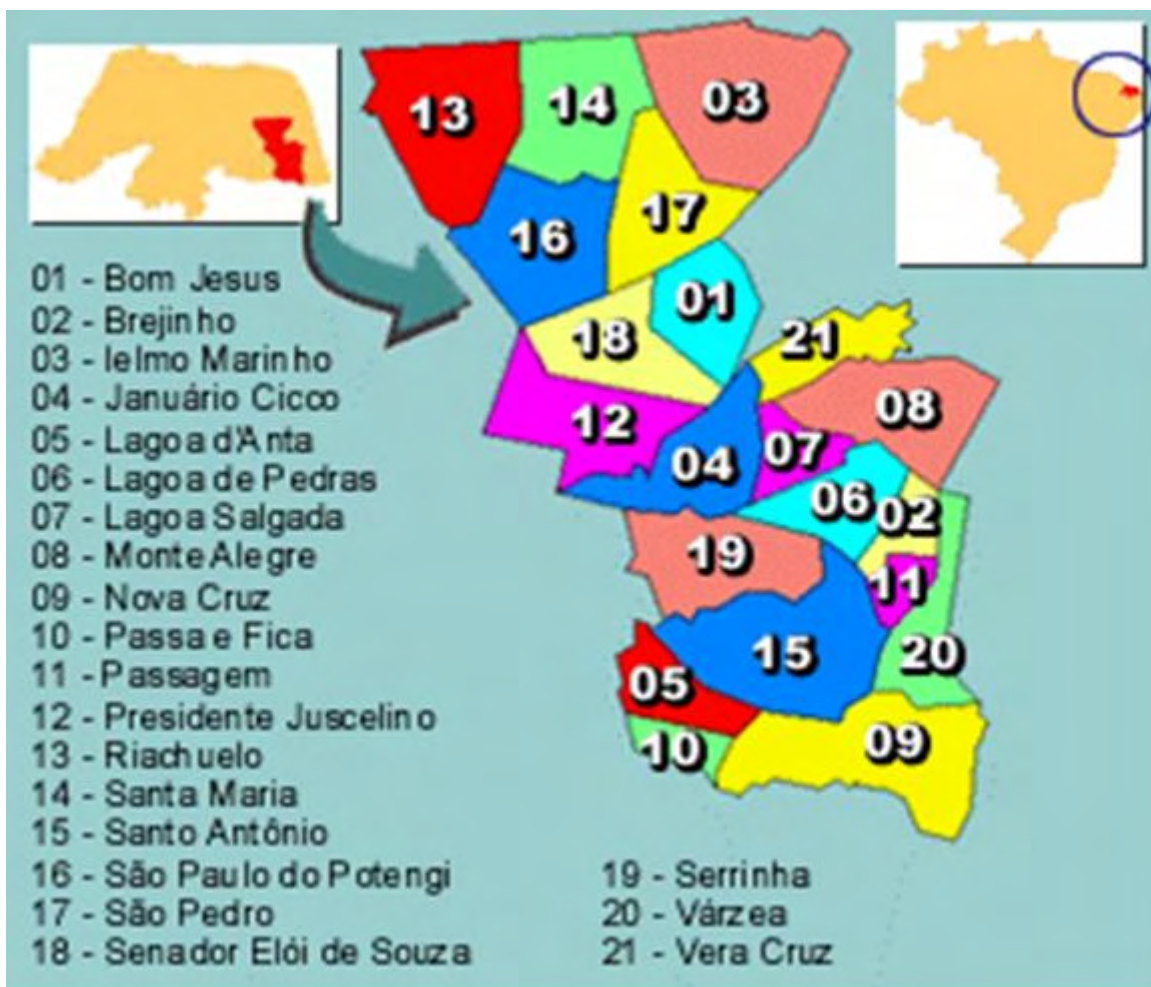 13
14
03
16
17
01
18
21
12
08
04
07
06
02
19
11
15
20
05
10
09
01 - Bom Jesus
02 - Brejinho
03 - Ielmo Marinho
04 - Januário Cicco
05 - Lagoa d'Anta
06 - Lagoa de Pedras
07 - Lagoa Salgada
08 - Monte Alegre
09 - Nova Cruz
10 - Passa e Fica
11 - Passagem
12 - Presidente Juscelino
13 - Riachuelo
14 - Santa Maria
15 - Santo Antônio
16 - São Paulo do Potengi
17 - São Pedro
18 - Senador Elói de Souza
19 - Serrinha
20 - Várzea
21 - Vera Cruz